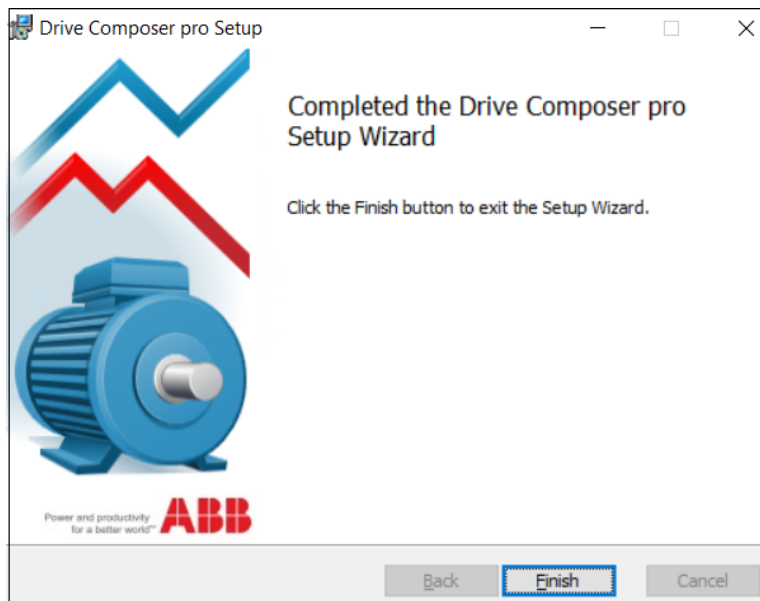 Drive Composer pro Setup
Completed the Drive Composer pro
Setup Wizard
Click the Finish button to exit the Setup Wizard.
Power and productivity
for a better world™
ABB
Back
Finish
Cancel